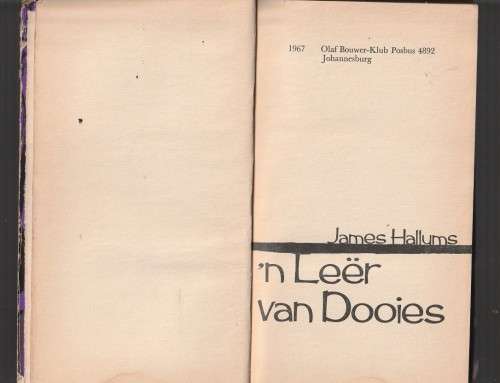 1967 Olaf Bouwer-Klub Posbus 4892
Johannesburg
James Hallums
'n Leër
van Dooies